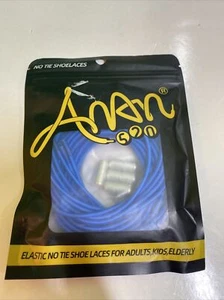 NO TIE SHOELACES
Anan®
520
ELASTIC NO TIE SHOE LACES FOR ADULTS,KIDS,ELDERLY